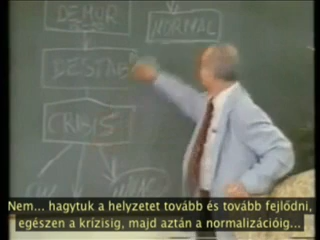 DEMOR
NORMAL
DESTAB
CRISIS
Nem... hagytuk a helyzetet tovább és tovább fejlődni,
egészen a krízisig, majd aztán a normalizációig...